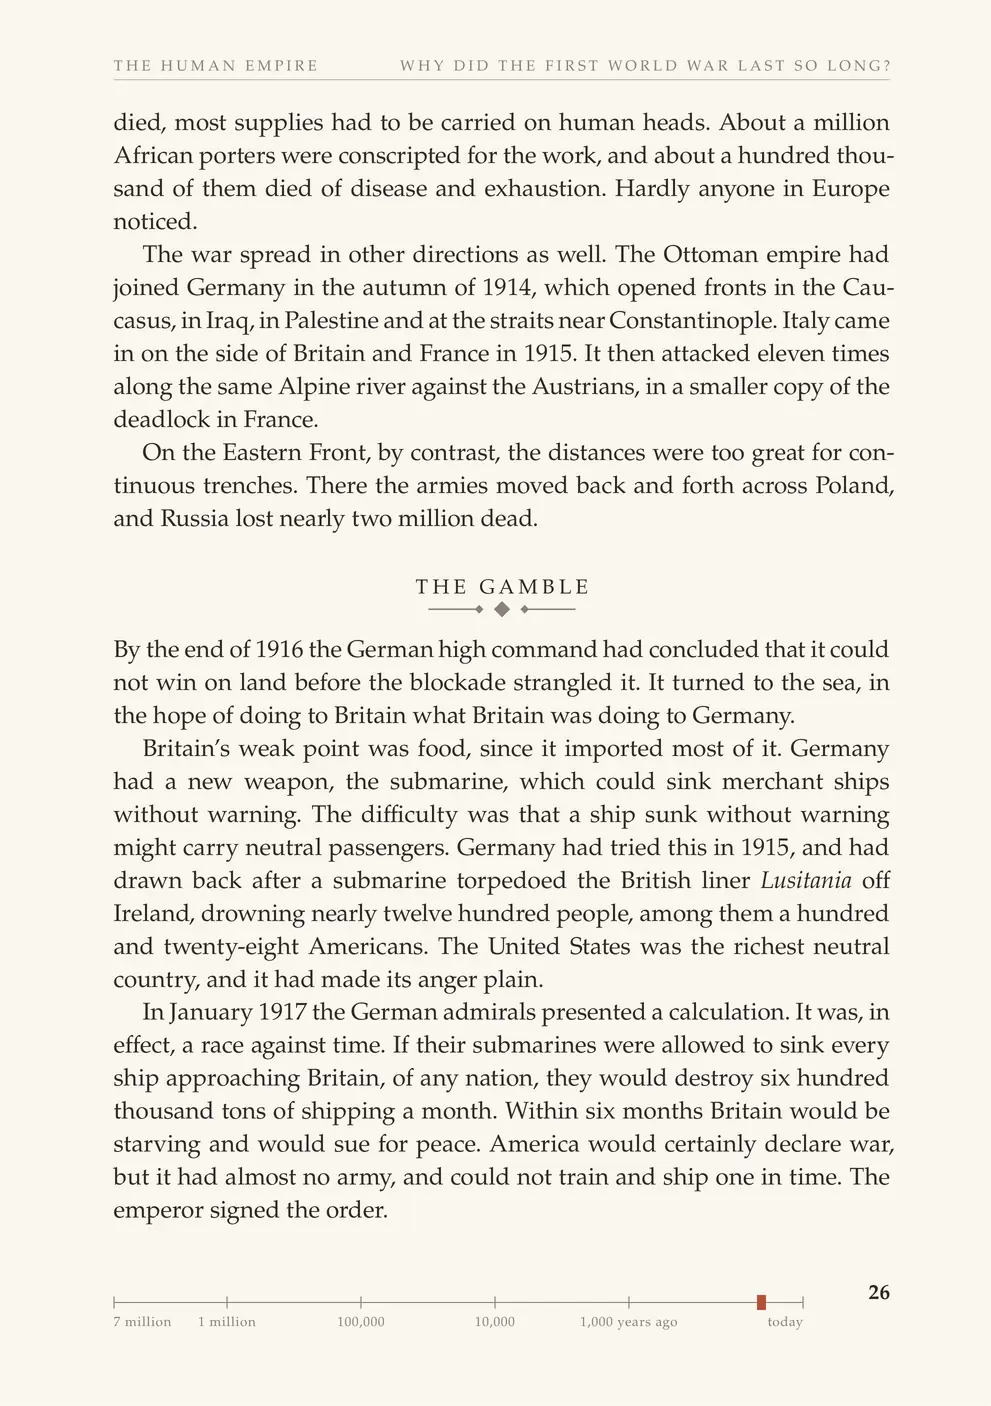 THE HUMAN EMPIRE WHY DID THE FIRST WORLD WAR LAST SO LONG?
died, most supplies had to be carried on human heads. About a million
African porters were conscripted for the work, and about a hundred thou-
sand of them died of disease and exhaustion. Hardly anyone in Europe
noticed.
The war spread in other directions as well. The Ottoman empire had
joined Germany in the autumn of 1914, which opened fronts in the Cau-
casus, in Iraq, in Palestine and at the straits near Constantinople. Italy came
in on the side of Britain and France in 1915. It then attacked eleven times
along the same Alpine river against the Austrians, in a smaller copy of the
deadlock in France.
On the Eastern Front, by contrast, the distances were too great for con-
tinuous trenches. There the armies moved back and forth across Poland,
and Russia lost nearly two million dead.
THE GAMBLE
By the end of 1916 the German high command had concluded that it could
not win on land before the blockade strangled it. It turned to the sea, in
the hope of doing to Britain what Britain was doing to Germany.
Britain’s weak point was food, since it imported most of it. Germany
had a new weapon, the submarine, which could sink merchant ships
without warning. The difficulty was that a ship sunk without warning
might carry neutral passengers. Germany had tried this in 1915, and had
drawn back after a submarine torpedoed the British liner Lusitania off
Ireland, drowning nearly twelve hundred people, among them a hundred
and twenty-eight Americans. The United States was the richest neutral
country, and it had made its anger plain.
In January 1917 the German admirals presented a calculation. It was, in
effect, a race against time. If their submarines were allowed to sink every
ship approaching Britain, of any nation, they would destroy six hundred
thousand tons of shipping a month. Within six months Britain would be
starving and would sue for peace. America would certainly declare war,
but it had almost no army, and could not train and ship one in time. The
emperor signed the order.
26
7 million 1 million 100,000 10,000 1,000 years ago today